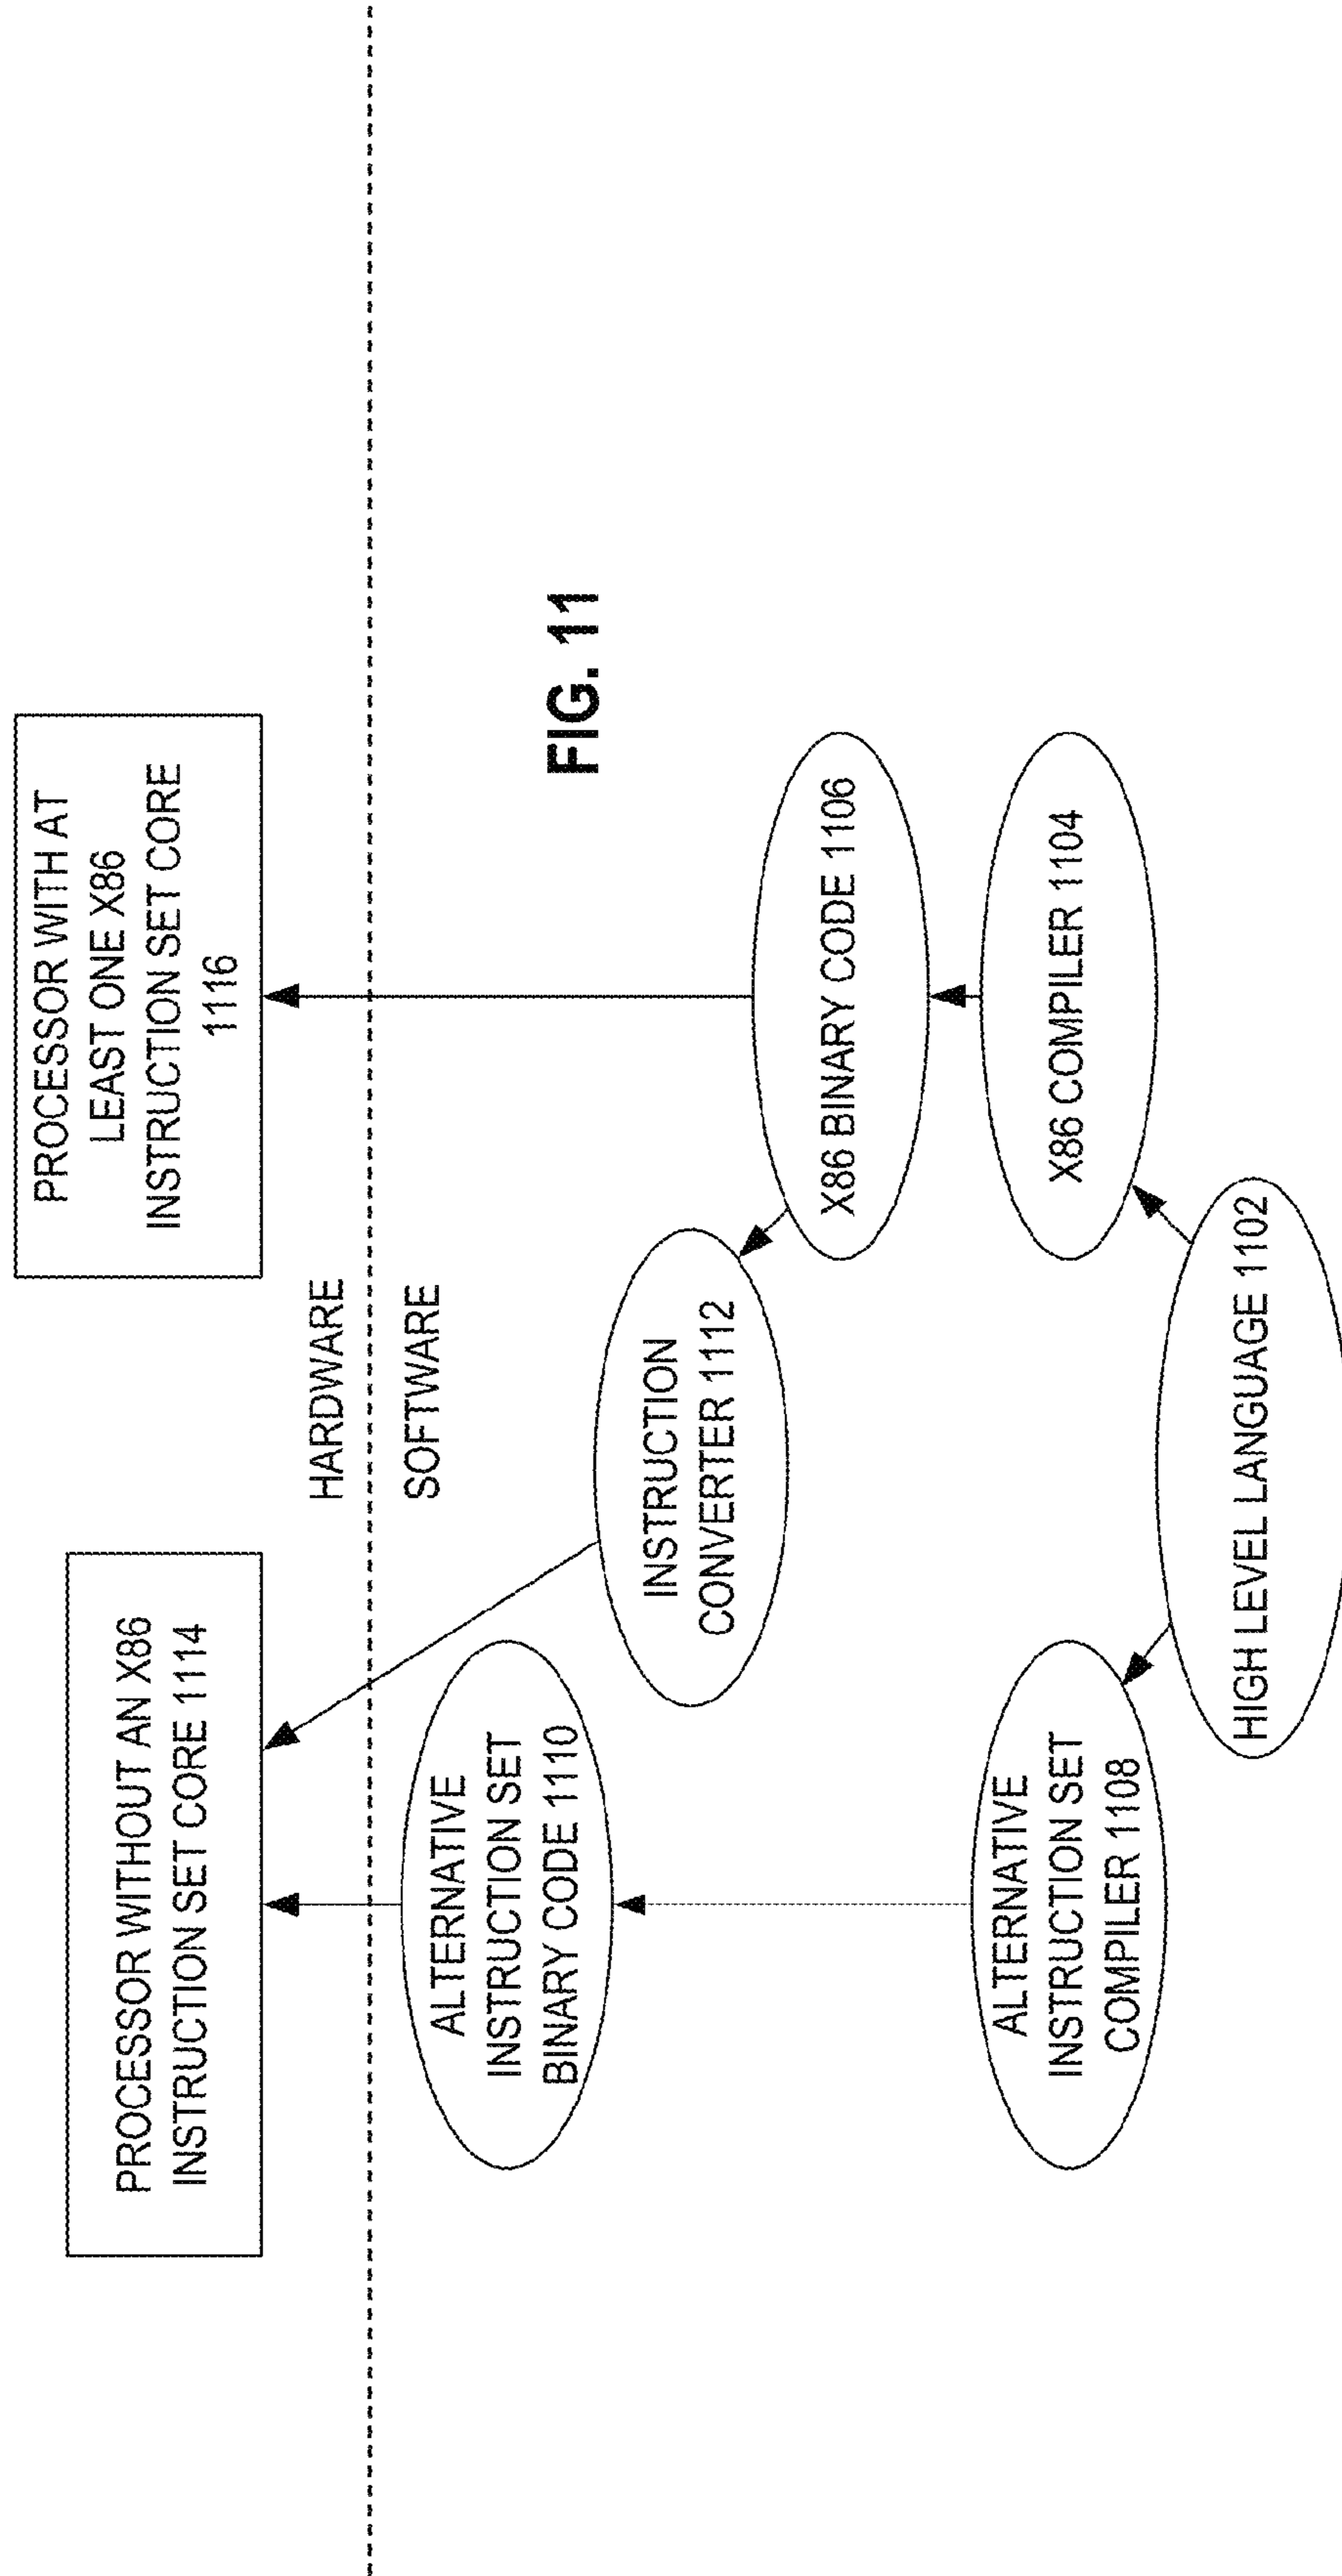 PROCESSOR WITHOUT AN X86
INSTRUCTION SET CORE 1114
PROCESSOR WITH AT
LEAST ONE X86
INSTRUCTION SET CORE
1116
HARDWARE
SOFTWARE
ALTERNATIVE
INSTRUCTION SET
BINARY CODE 1110
INSTRUCTION
CONVERTER 1112
FIG. 11
X86 BINARY CODE 1106
ALTERNATIVE
INSTRUCTION SET
COMPILER 1108
X86 COMPILER 1104
HIGH LEVEL LANGUAGE 1102